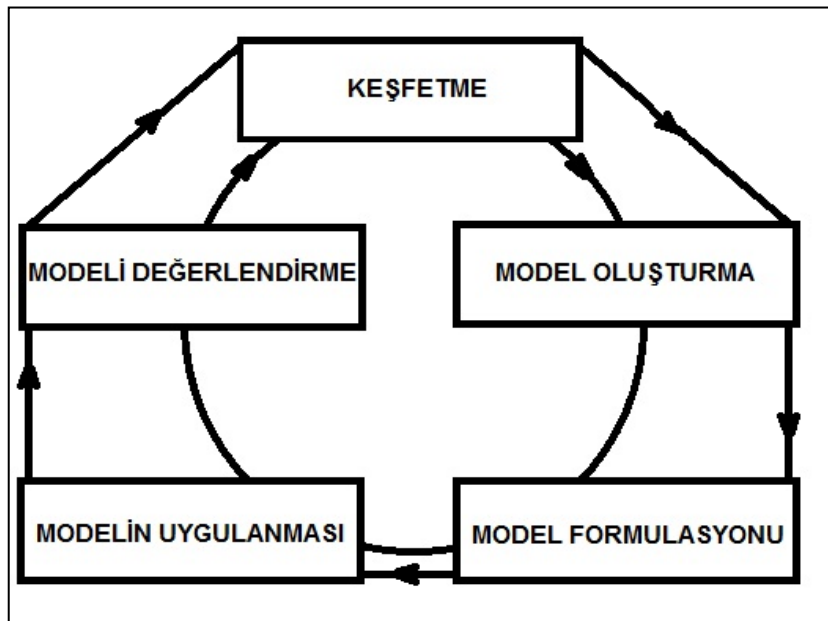 KEŞFETME
MODELİ DEĞERLENDİRME
MODEL OLUŞTURMA
MODELİN UYGULANMASI
MODEL FORMULASYONU